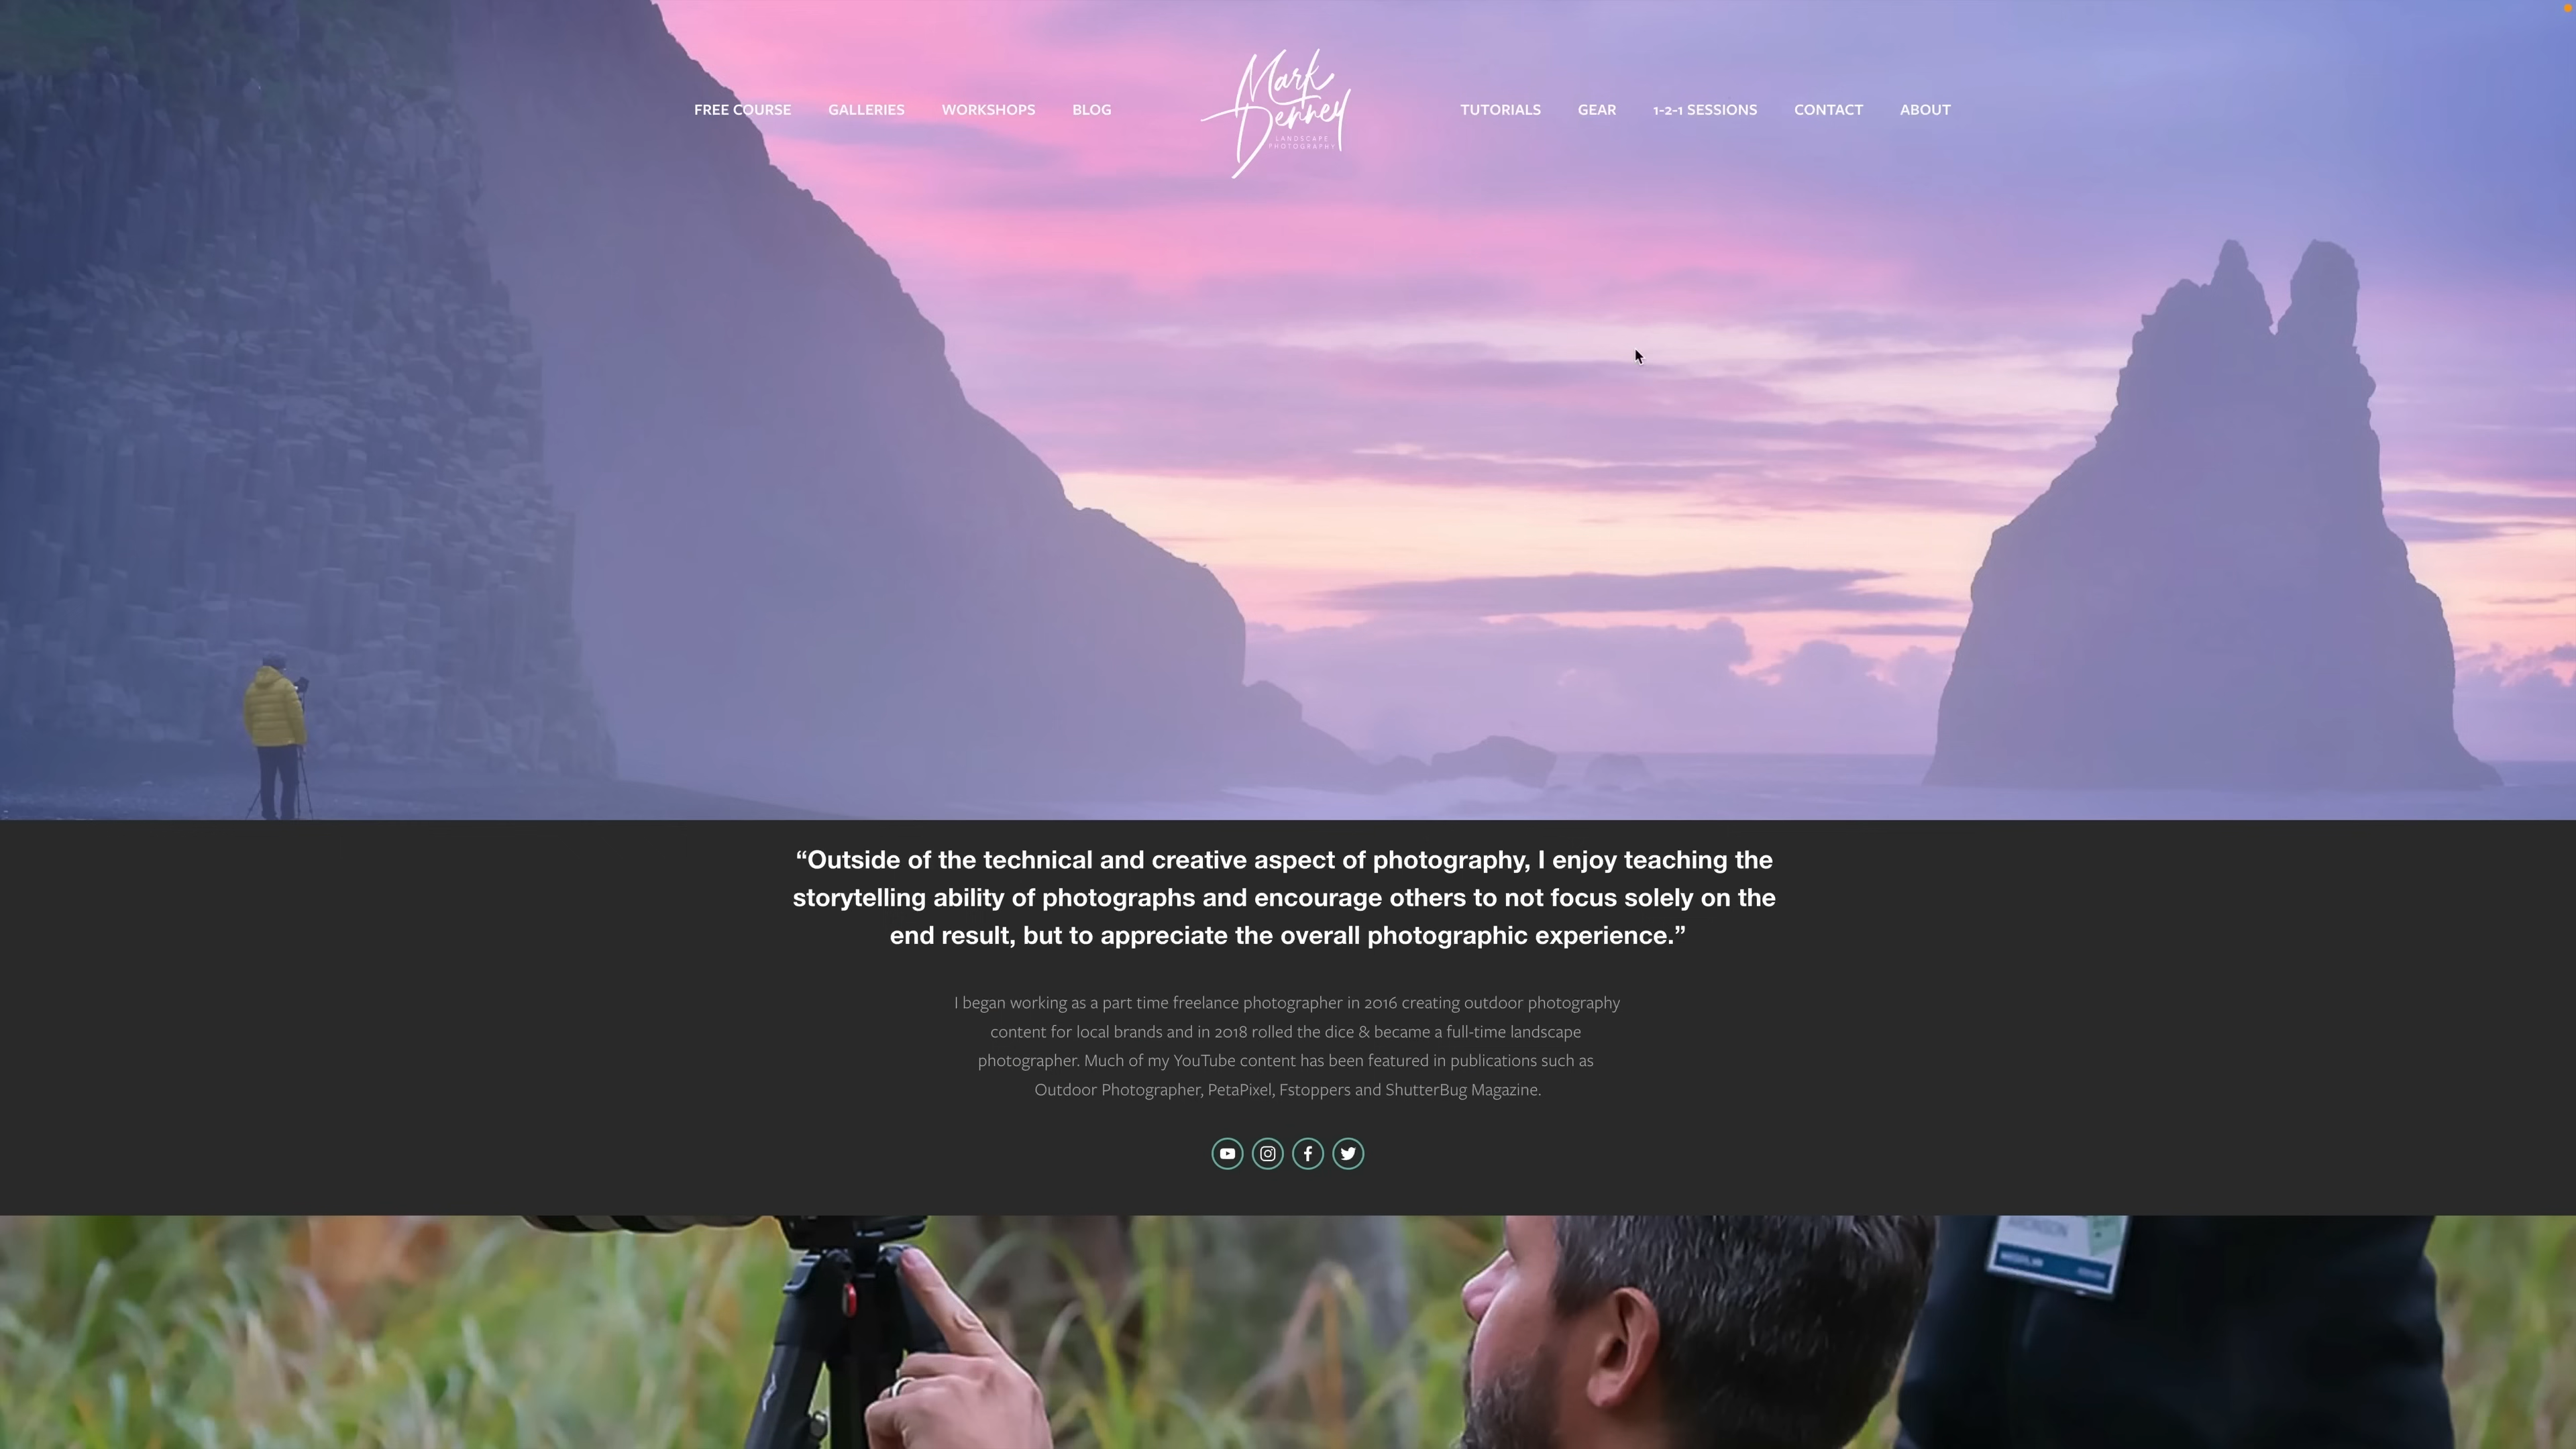 FREE COURSE GALLERIES WORKSHOPS BLOG
Mark
Denney
LANDSCAPE
PHOTOGRAPHY
TUTORIALS GEAR 1-2-1 SESSIONS CONTACT ABOUT
“Outside of the technical and creative aspect of photography, I enjoy teaching the
storytelling ability of photographs and encourage others to not focus solely on the
end result, but to appreciate the overall photographic experience.”
I began working as a part time freelance photographer in 2016 creating outdoor photography
content for local brands and in 2018 rolled the dice & became a full-time landscape
photographer. Much of my YouTube content has been featured in publications such as
Outdoor Photographer, PetaPixel, Fstoppers and ShutterBug Magazine.